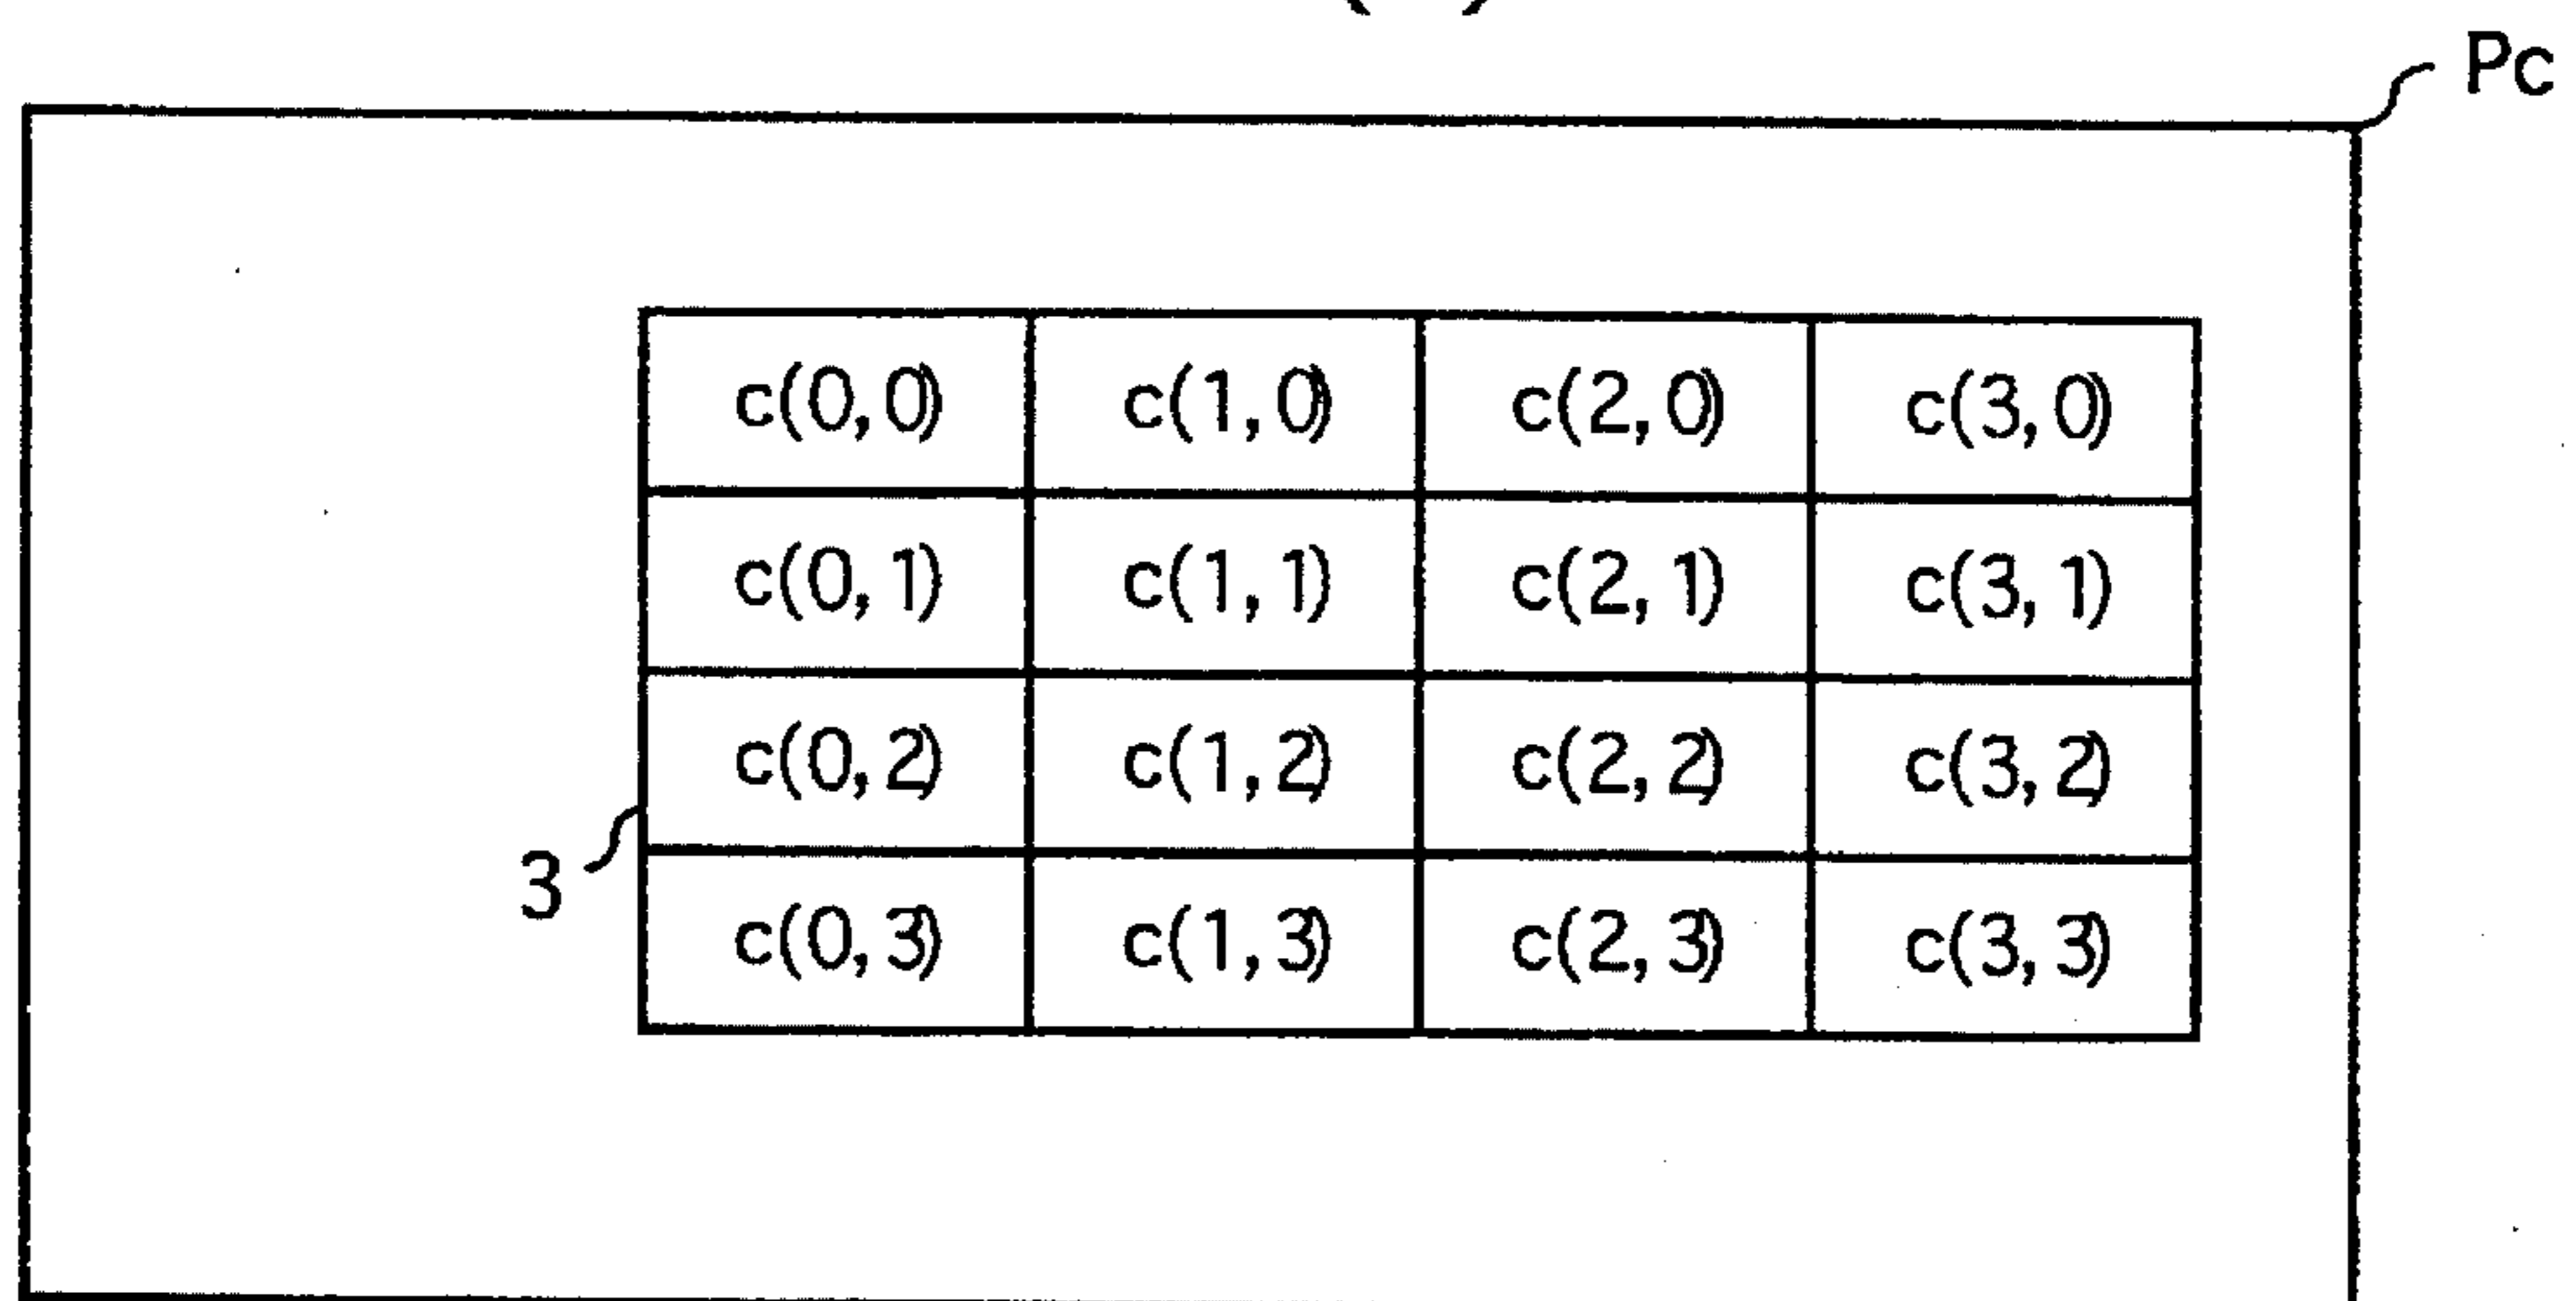 Pc
c(0,0) c(1,0) c(2,0) c(3,0)
c(0,1) c(1,1) c(2,1) c(3,1)
c(0,2) c(1,2) c(2,2) c(3,2)
3
c(0,3) c(1,3) c(2,3) c(3,3)